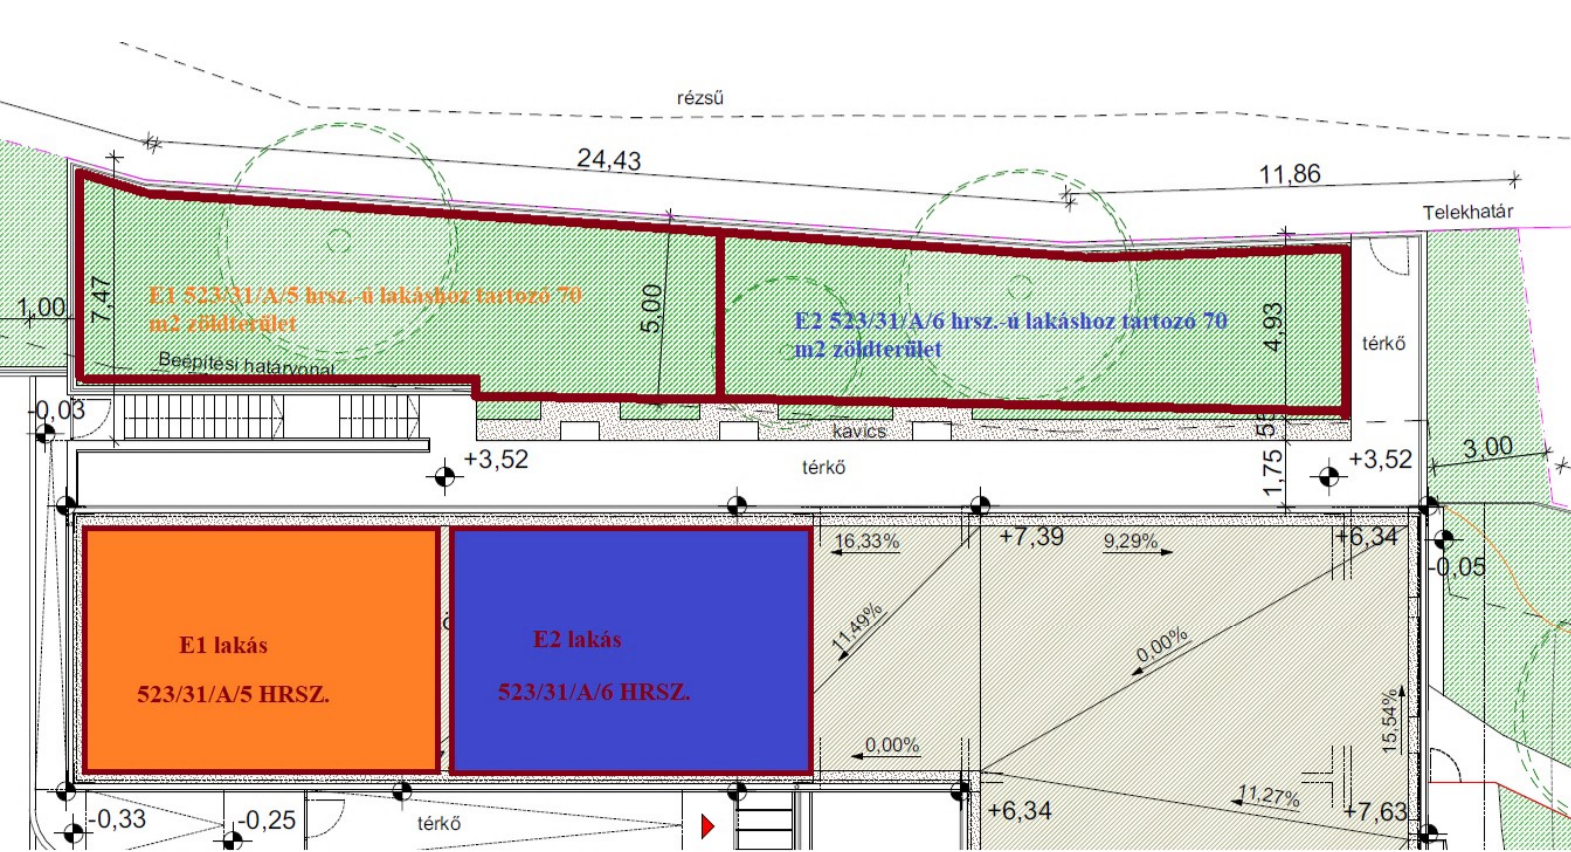 rézsű
24,43
11,86
Telekhatár
7,47
1,00
E1 523/31/A/5 hrsz.-ú lakáshoz tartozó 70
m2 zöldterület
5,00
E2 523/31/A/6 hrsz.-ú lakáshoz tartozó 70
m2 zöldterület
4,93
térkő
Beépítési határvonal
-0,03
kavics
+3,52
térkő
1,75
+3,52
3,00
+7,39
16,33%
9,29%
+6,34
-0,05
11,49%
0,00%
E1 lakás
523/31/A/5 HRSZ.
E2 lakás
523/31/A/6 HRSZ.
15,54%
0,00%
11,27%
+6,34
+7,63
-0,33
-0,25
térkő